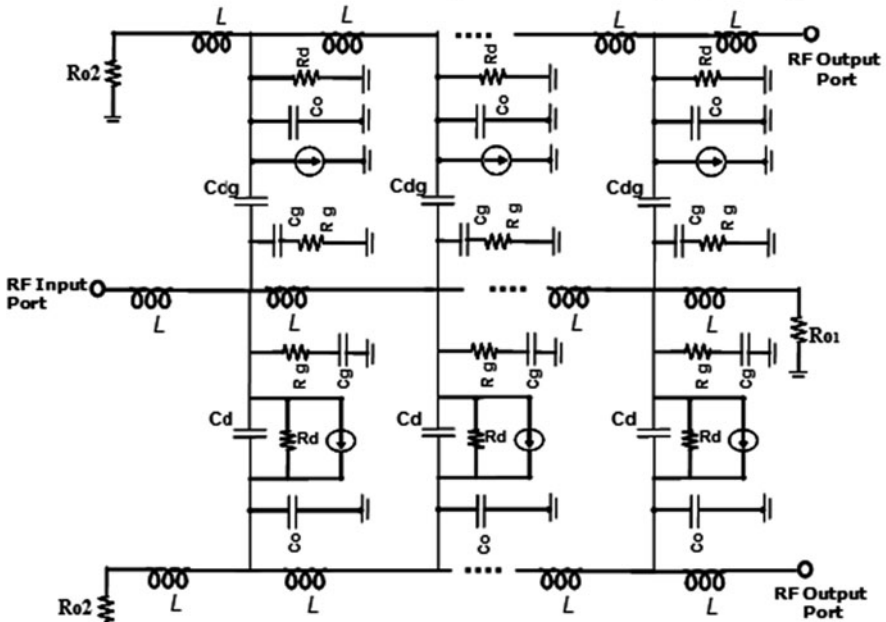 L L L L
Ro2
RF Output
Port
Rd Rd Rd
Co Co Co
Cdg Cdg Cdg
Cg R g Cg R g Cg R g
RF Input
Port
L L L L
Ro1
R g Cg R g Cg R g Cg
Cd Rd Cd Rd Cd Rd
Co Co Co
Ro2
L L L L
RF Output
Port